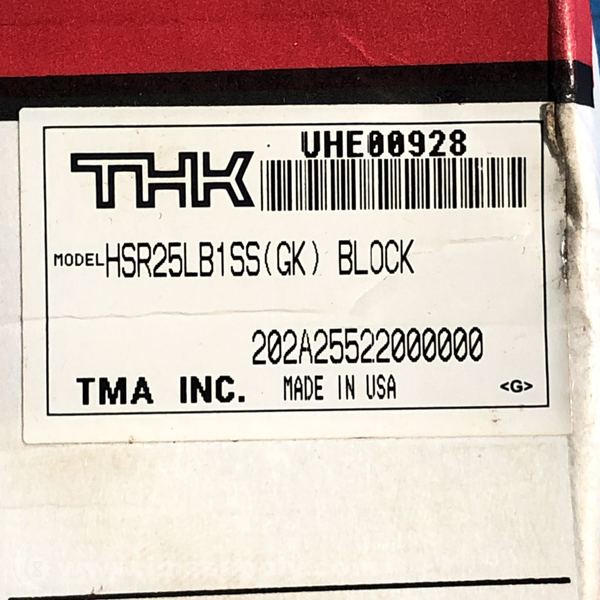 UHE00928
THK
MODEL HSR25LB1SS(GK) BLOCK
202A25522000000
TMA INC. MADE IN USA <G>